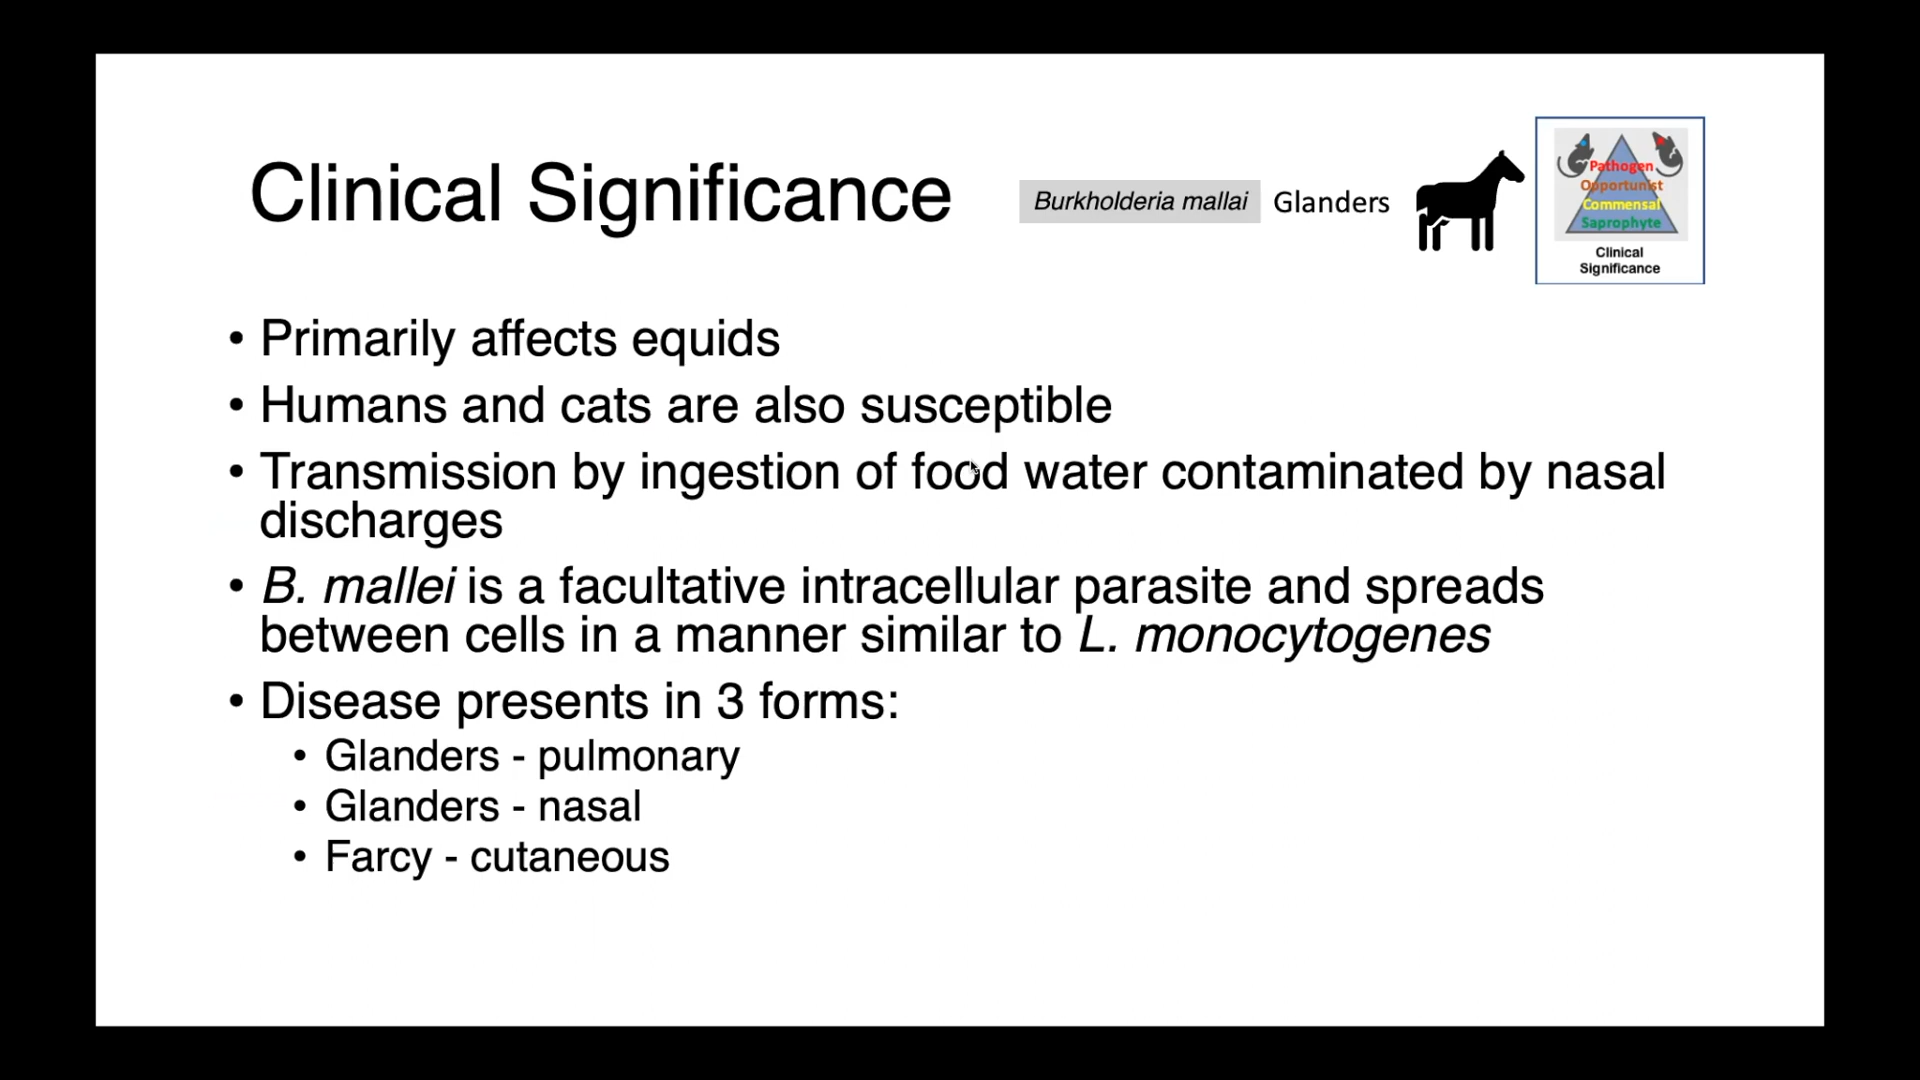 Clinical Significance
Burkholderia mallai
Glanders
Pathogen
Opportunist
Commensal
Saprophyte
Clinical
Significance
• Primarily affects equids
• Humans and cats are also susceptible
• Transmission by ingestion of food water contaminated by nasal
discharges
• B. mallei is a facultative intracellular parasite and spreads
between cells in a manner similar to L. monocytogenes
• Disease presents in 3 forms:
• Glanders - pulmonary
• Glanders - nasal
• Farcy - cutaneous